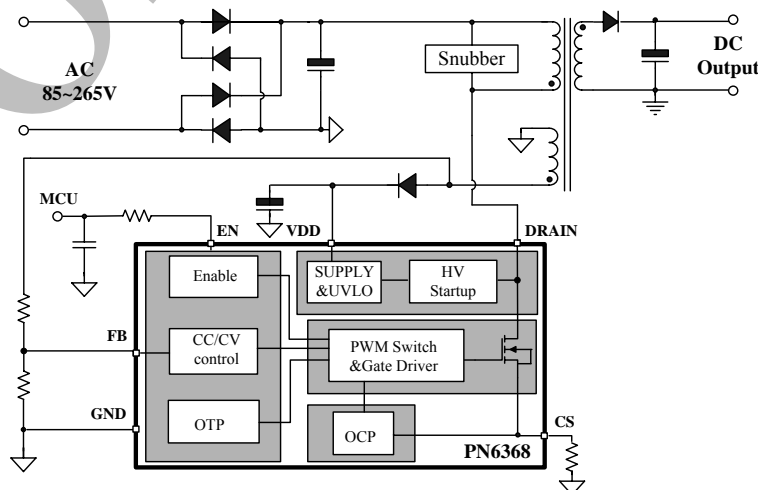 AC
85~265V
Snubber
DC
Output
MCU
EN
VDD
DRAIN
Enable
SUPPLY
&UVLO
HV
Startup
FB
CC/CV
control
PWM Switch
&Gate Driver
GND
OTP
OCP
CS
PN6368